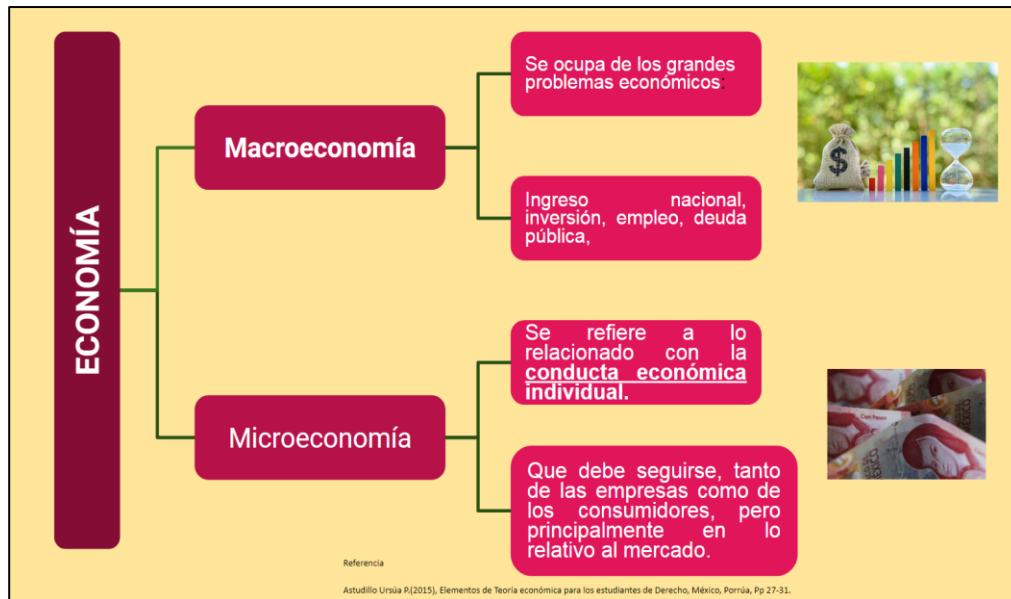 ECONOMÍA
Macroeconomía
Se ocupa de los grandes
problemas económicos:
Ingreso nacional,
inversión, empleo, deuda
pública,
Microeconomía
Se refiere a lo
relacionado con la
conducta económica
individual.
Que debe seguirse, tanto
de las empresas como de
los consumidores, pero
principalmente en lo
relativo al mercado.
$
Cien Pesos
MÉXICO
Referencia
Astudillo Ursúa P.(2015), Elementos de Teoría económica para los estudiantes de Derecho, México, Porrúa, Pp 27-31.